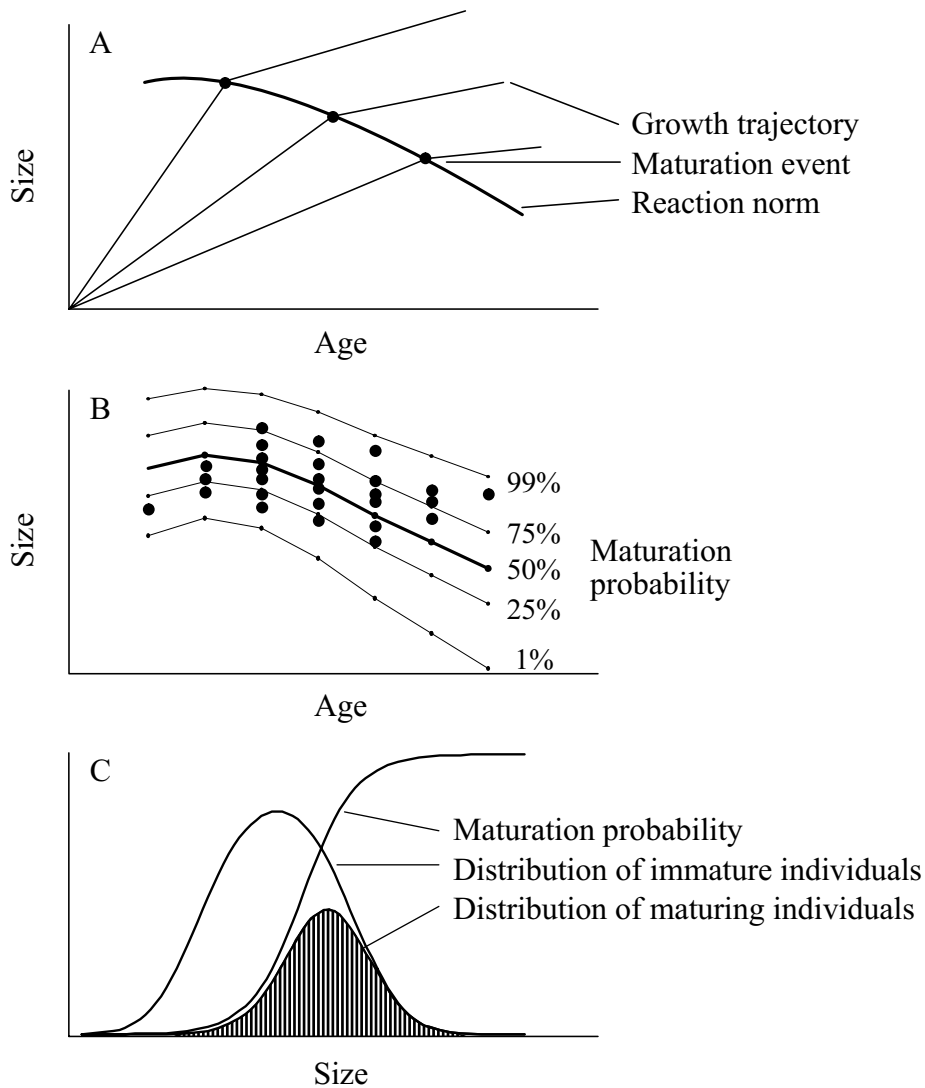 A
Size
Growth trajectory
Maturation event
Reaction norm
Age
B
Size
99%
75%
50%
25%
1%
Maturation
probability
Age
C
Maturation probability
Distribution of immature individuals
Distribution of maturing individuals
Size